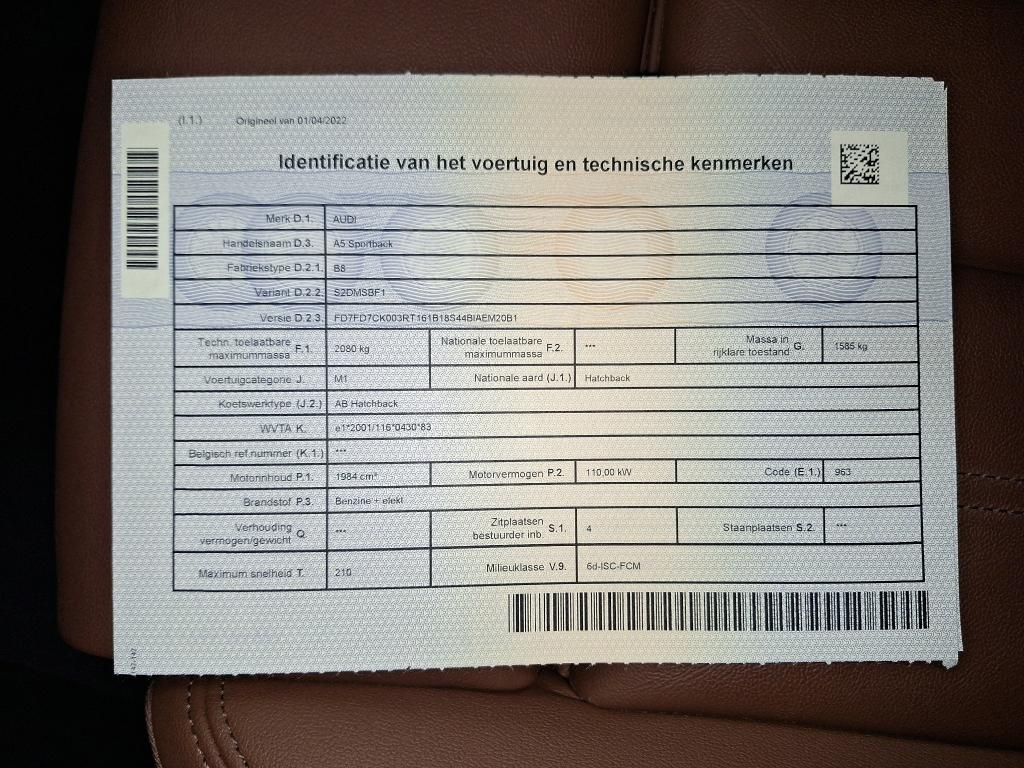 (I.1.) Origineel van 01/04/2022
Identificatie van het voertuig en technische kenmerken
Merk D.1. AUDI
Handelsnaam D.3. A5 Sportback
Fabriekstype D.2.1. B8
Variant D.2.2. S2DMSBF1
Versie D.2.3. FD7FD7CK003RT161B18S44BIAEM20B1
Techn. toelaatbare maximummassa F.1. 2080 kg Nationale toelaatbare maximummassa F.2. *** Massa in rijklare toestand G. 1585 kg
Voertuigcategorie J. M1 Nationale aard (J.1.) Hatchback
Koetswerktype (J.2.) AB Hatchback
WVTA K. e1*2001/116*0430*83
Belgisch ref.nummer (K.1.) ***
Motorinhoud P.1. 1984 cm³ Motorvermogen P.2. 110,00 kW Code (E.1.) 963
Brandstof P.3. Benzine + elekt
Verhouding vermogen/gewicht Q. *** Zitplaatsen bestuurder inb. S.1. 4 Staanplaatsen S.2. ***
Maximum snelheid T. 210 Milieuklasse V.9. 6d-ISC-FCM